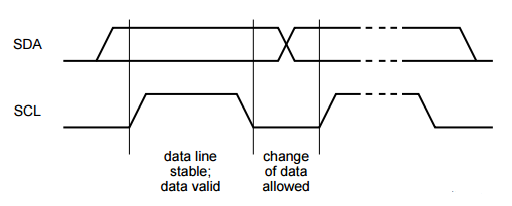 SDA
SCL
data line
stable;
data valid
change
of data
allowed